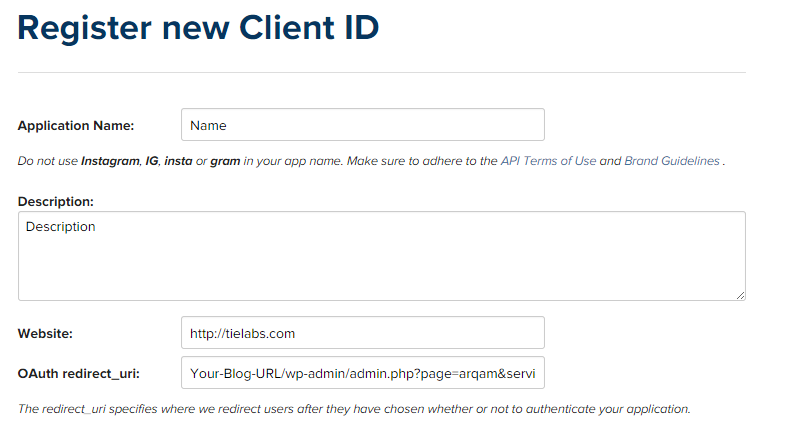 Register new Client ID
Application Name: Name
Do not use Instagram, IG, insta or gram in your app name. Make sure to adhere to the API Terms of Use and Brand Guidelines .
Description:
Description
Website: http://tielabs.com
OAuth redirect_uri: Your-Blog-URL/wp-admin/admin.php?page=arqam&servi
The redirect_uri specifies where we redirect users after they have chosen whether or not to authenticate your application.